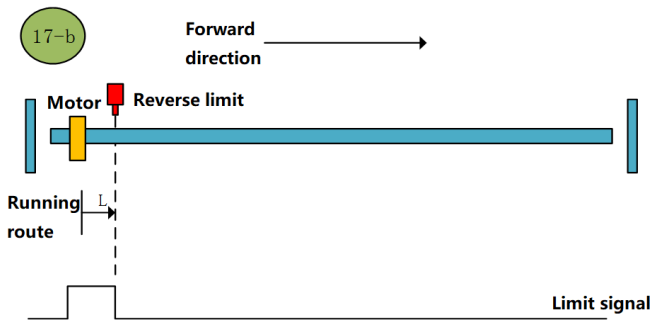 17-b
Forward
direction
Motor
Reverse limit
Running
route
L
Limit signal